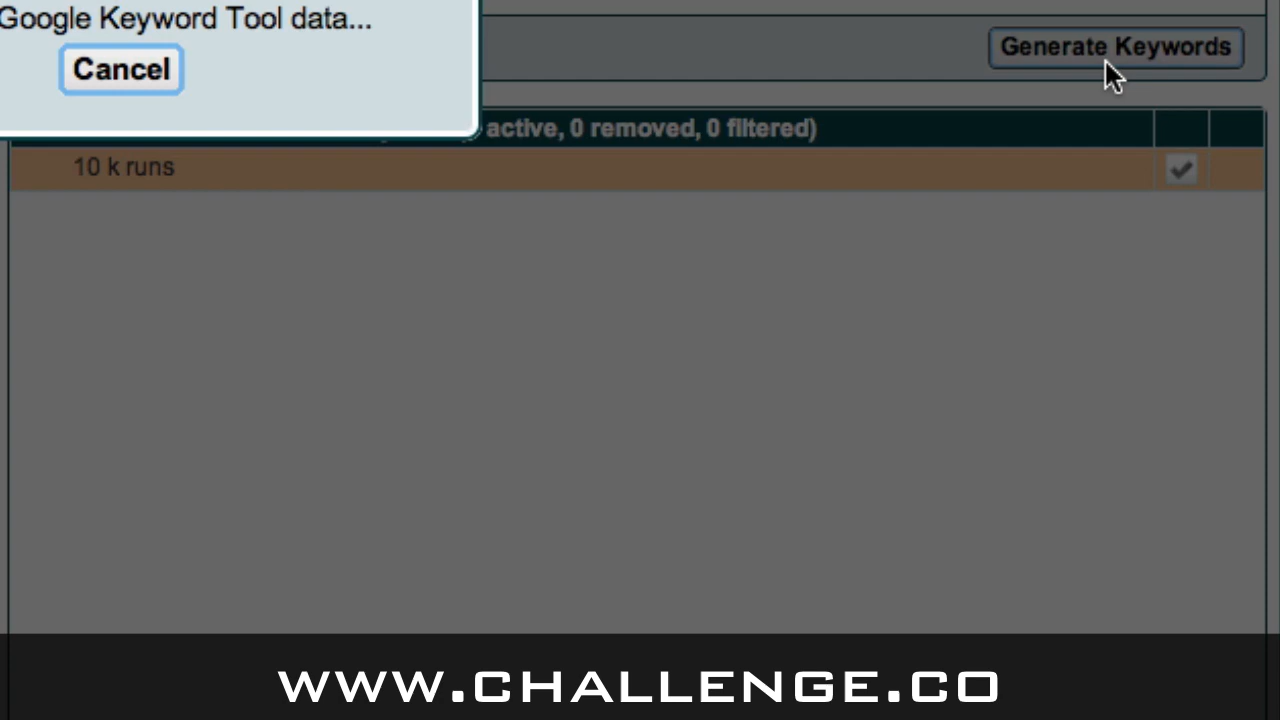 Google Keyword Tool data...
Cancel
Generate Keywords
active, 0 removed, 0 filtered)
10 k runs
WWW.CHALLENGE.CO